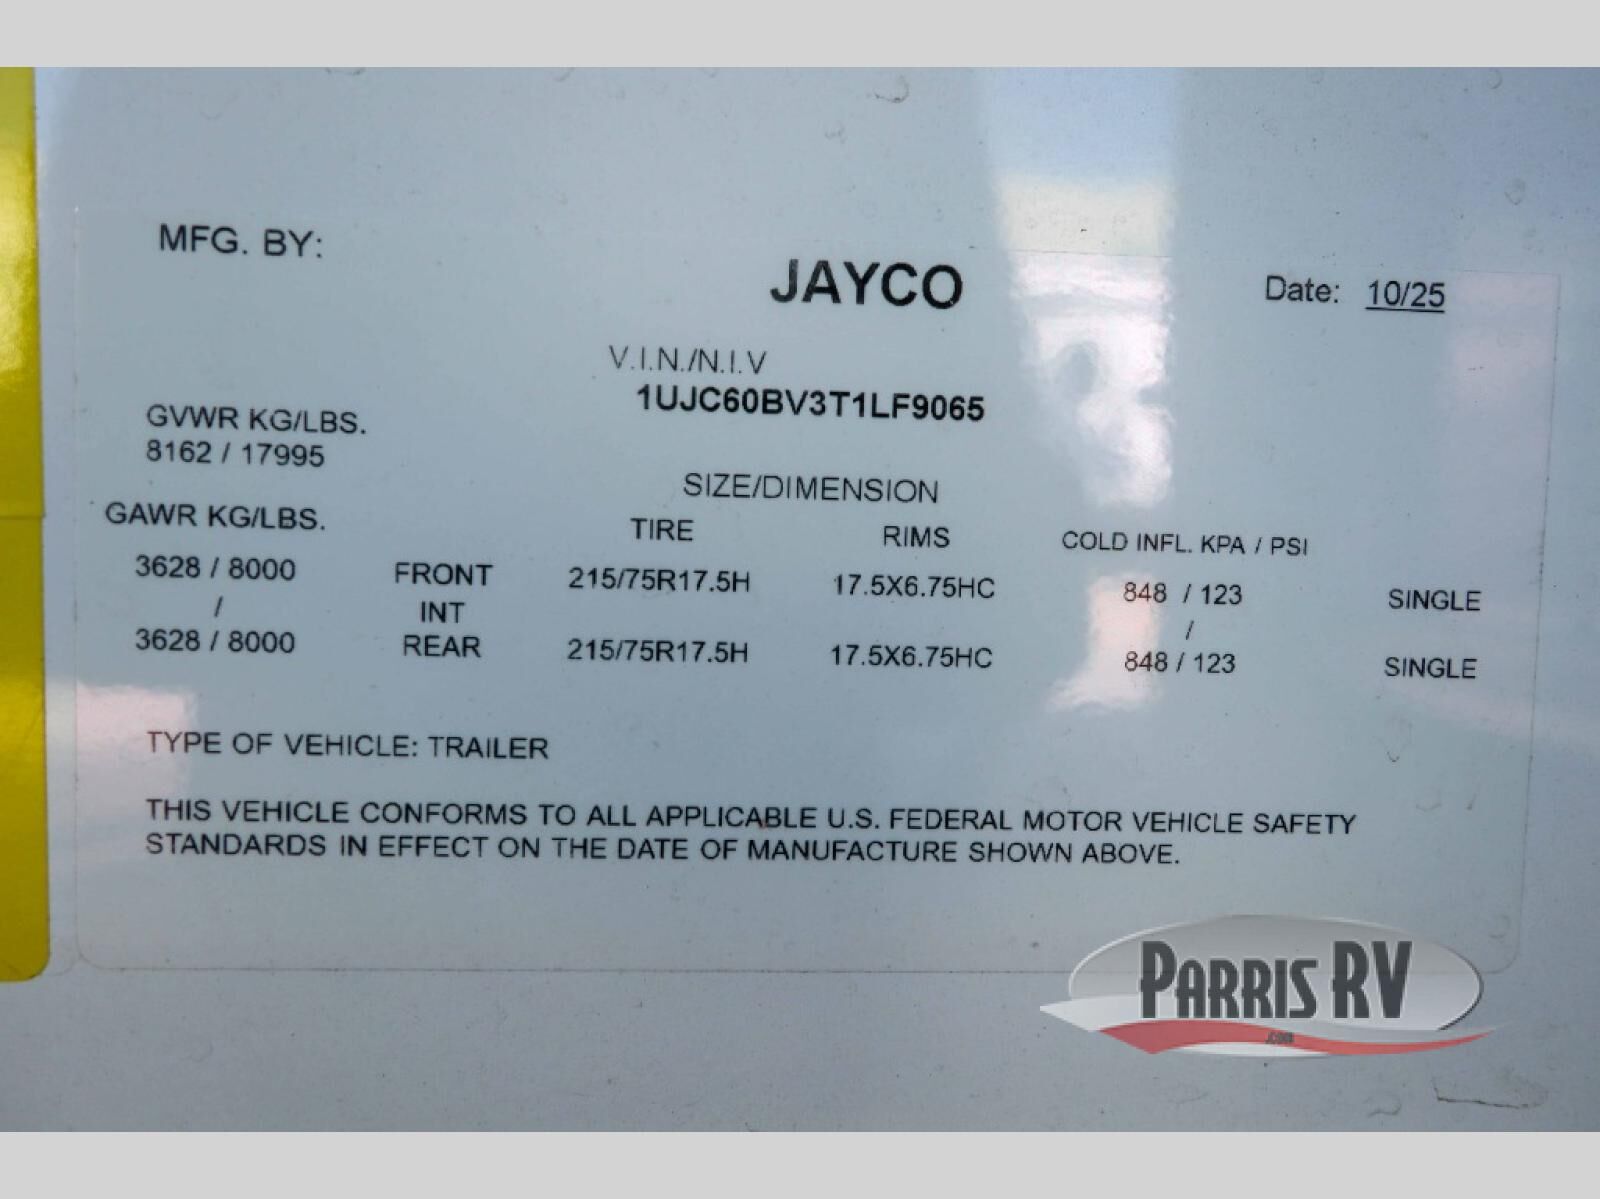 MFG. BY:
JAYCO
Date: 10/25
V.I.N./N.I.V
1UJC60BV3T1LF9065
GVWR KG/LBS.
8162 / 17995
SIZE/DIMENSION
GAWR KG/LBS. TIRE RIMS COLD INFL. KPA / PSI
3628 / 8000 FRONT 215/75R17.5H 17.5X6.75HC 848 / 123 SINGLE
/ INT /
3628 / 8000 REAR 215/75R17.5H 17.5X6.75HC 848 / 123 SINGLE
TYPE OF VEHICLE: TRAILER
THIS VEHICLE CONFORMS TO ALL APPLICABLE U.S. FEDERAL MOTOR VEHICLE SAFETY
STANDARDS IN EFFECT ON THE DATE OF MANUFACTURE SHOWN ABOVE.
PARRIS RV
.COM